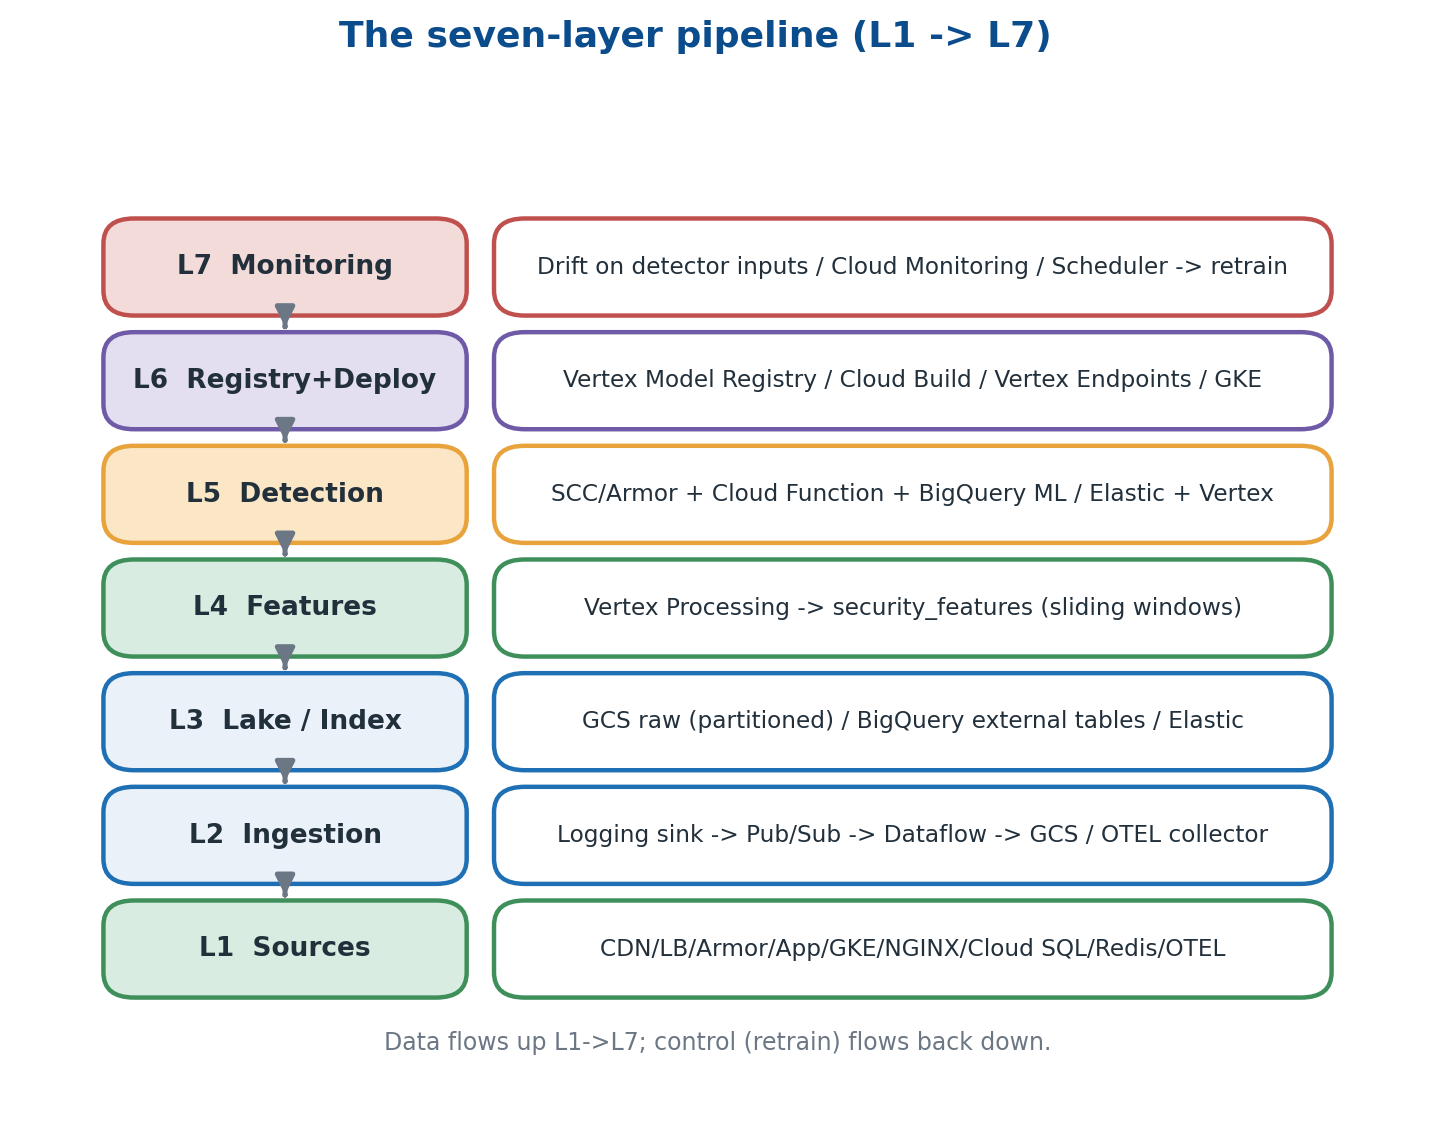 The seven-layer pipeline (L1 -> L7)
L7  Monitoring
Drift on detector inputs / Cloud Monitoring / Scheduler -> retrain
L6  Registry+Deploy
Vertex Model Registry / Cloud Build / Vertex Endpoints / GKE
L5  Detection
SCC/Armor + Cloud Function + BigQuery ML / Elastic + Vertex
L4  Features
Vertex Processing -> security_features (sliding windows)
L3  Lake / Index
GCS raw (partitioned) / BigQuery external tables / Elastic
L2  Ingestion
Logging sink -> Pub/Sub -> Dataflow -> GCS / OTEL collector
L1  Sources
CDN/LB/Armor/App/GKE/NGINX/Cloud SQL/Redis/OTEL
Data flows up L1->L7; control (retrain) flows back down.